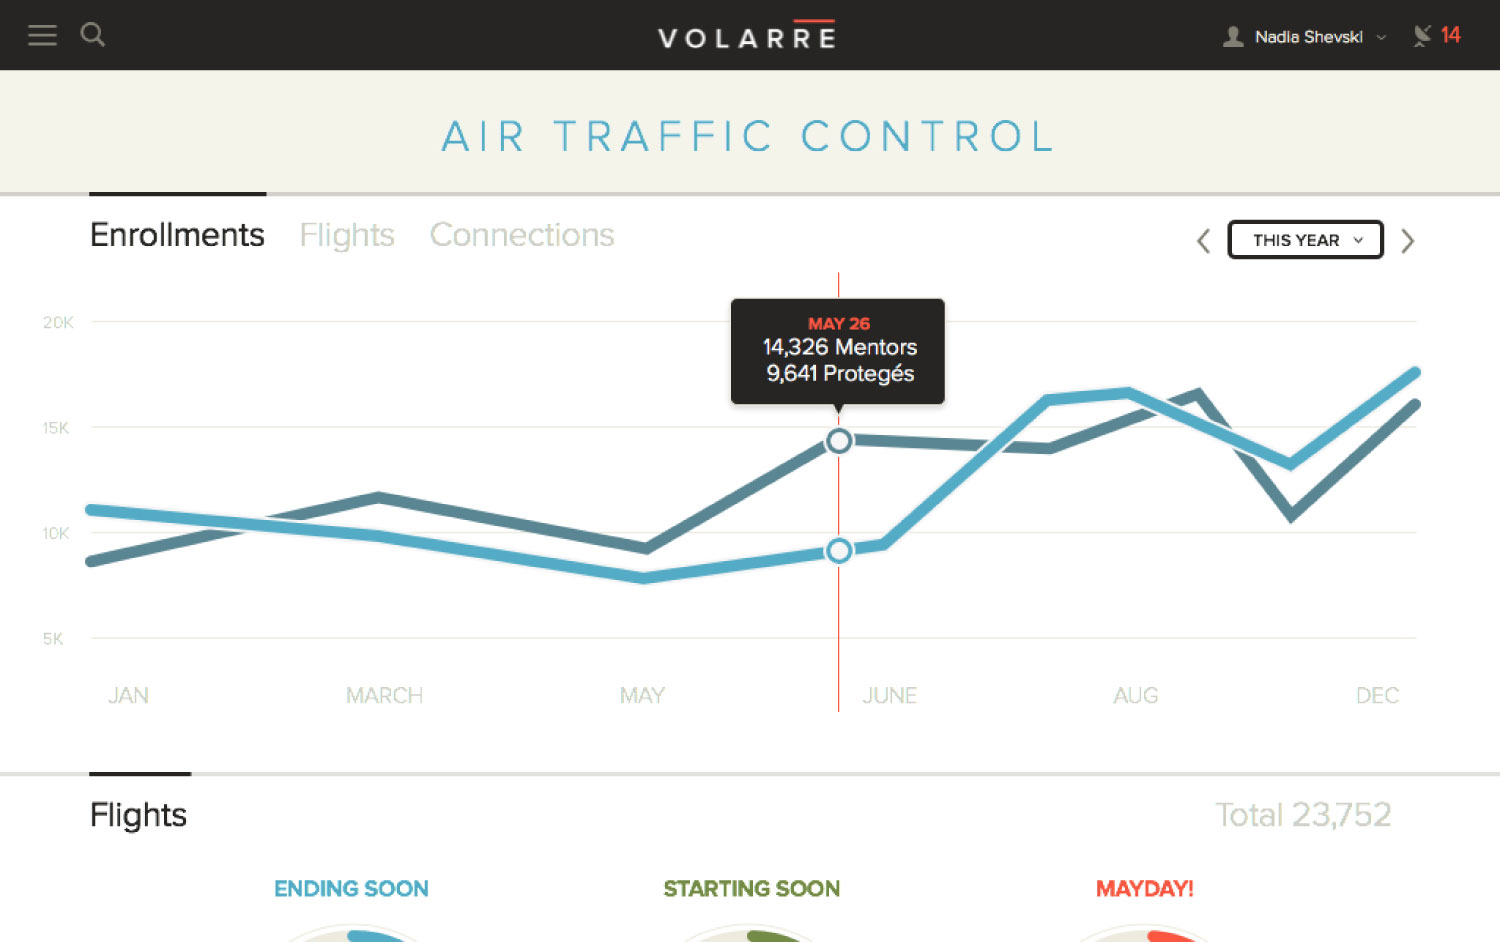 VOLARRE
Nadia Shevski
14
AIR TRAFFIC CONTROL
Enrollments Flights Connections
THIS YEAR
20K
MAY 26
14,326 Mentors
9,641 Protegés
15K
10K
5K
JAN MARCH MAY JUNE AUG DEC
Flights
Total 23,752
ENDING SOON STARTING SOON MAYDAY!